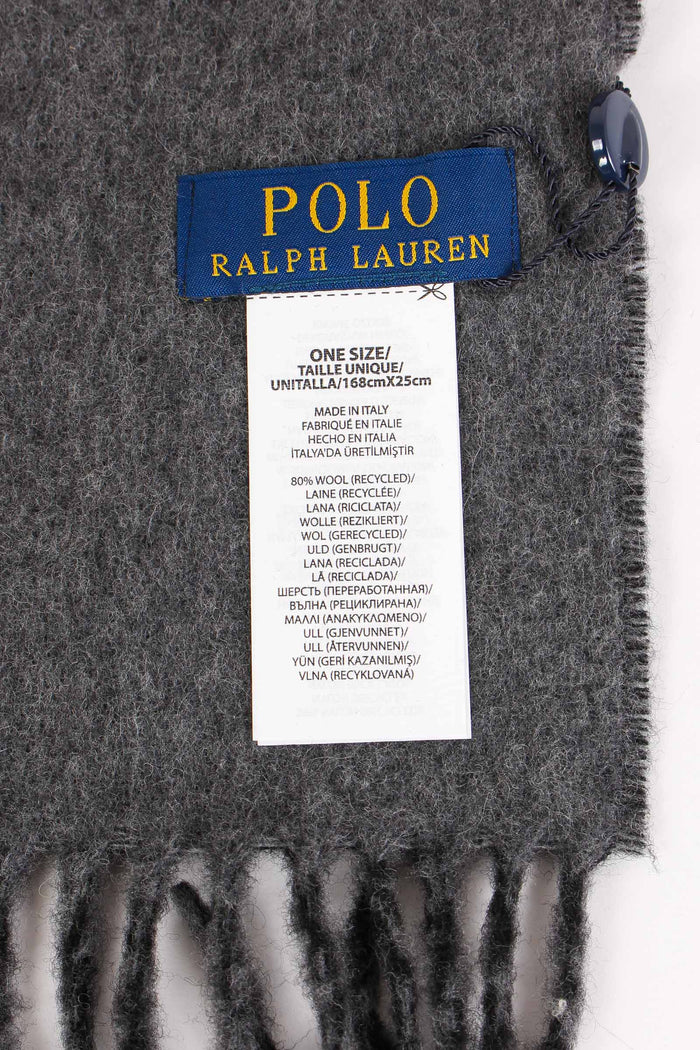 POLO
RALPH LAUREN
ONE SIZE/
TAILLE UNIQUE/
UNITALLA/168cmX25cm
MADE IN ITALY
FABRIQUÉ EN ITALIE
HECHO EN ITALIA
İTALYA'DA ÜRETİLMİŞTİR
80% WOOL (RECYCLED)/
LAINE (RECYCLÉE)/
LANA (RICICLATA)/
WOLLE (REZIKLIERT)/
WOL (GERECYCLED)/
ULD (GENBRUGT)/
LANA (RECICLADA)/
LÃ (RECICLADA)/
ШЕРСТЬ (ПЕРЕРАБОТАННАЯ)/
ВЪЛНА (РЕЦИКЛИРАНА)/
ΜΑΛΛΙ (ΑΝΑΚΥΚΛΩΜΕΝΟ)/
ULL (GJENVUNNET)/
ULL (ÅTERVUNNEN)/
YÜN (GERİ KAZANILMIŞ)/
VLNA (RECYKLOVANÁ)